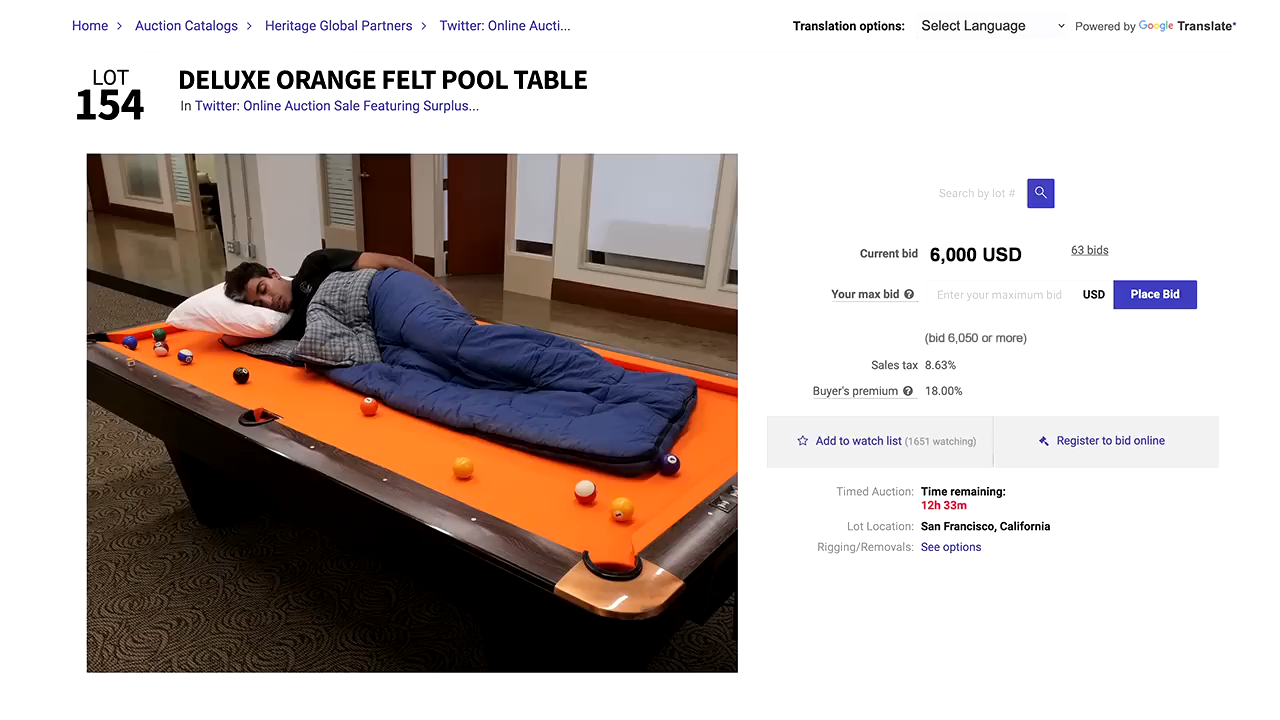 Home > Auction Catalogs > Heritage Global Partners > Twitter: Online Aucti...
Translation options: Select Language Powered by Google Translate*
LOT
154
DELUXE ORANGE FELT POOL TABLE
In Twitter: Online Auction Sale Featuring Surplus...
Search by lot #
Current bid 6,000 USD 63 bids
Your max bid ? Enter your maximum bid USD Place Bid
(bid 6,050 or more)
Sales tax 8.63%
Buyer's premium ? 18.00%
Add to watch list (1651 watching) Register to bid online
Timed Auction: Time remaining:
12h 33m
Lot Location: San Francisco, California
Rigging/Removals: See options